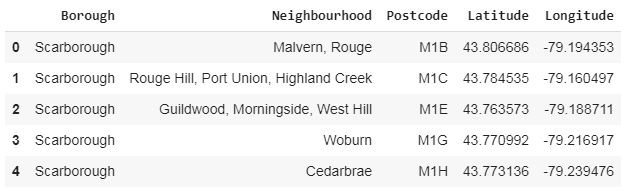 Borough Neighbourhood Postcode Latitude Longitude
0 Scarborough Malvern, Rouge M1B 43.806686 -79.194353
1 Scarborough Rouge Hill, Port Union, Highland Creek M1C 43.784535 -79.160497
2 Scarborough Guildwood, Morningside, West Hill M1E 43.763573 -79.188711
3 Scarborough Woburn M1G 43.770992 -79.216917
4 Scarborough Cedarbrae M1H 43.773136 -79.239476